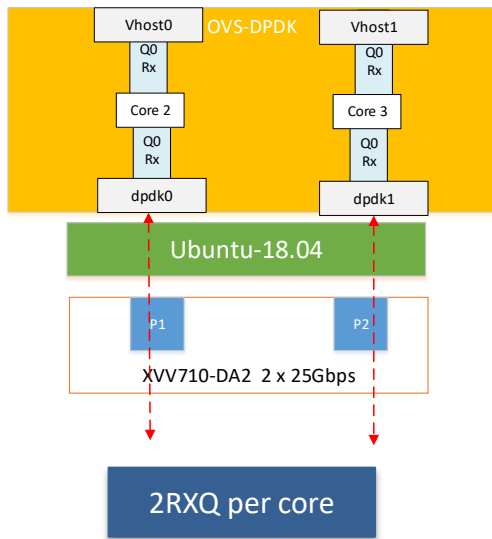 Vhost0
OVS-DPDK
Vhost1
Q0
Rx
Q0
Rx
Core 2
Core 3
Q0
Rx
Q0
Rx
dpdk0
dpdk1
Ubuntu-18.04
P1
P2
XVV710-DA2 2 x 25Gbps
2RXQ per core